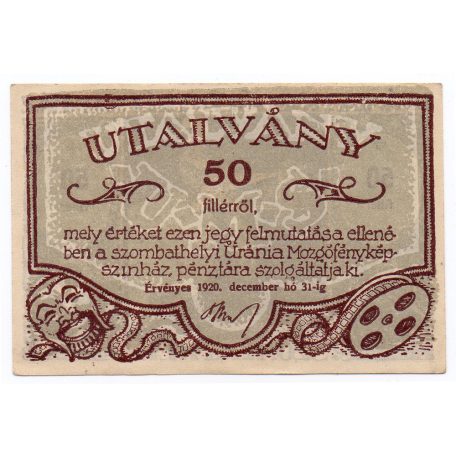 UTALVÁNY
50
fillérről,
mely értéket ezen jegy felmutatása ellené-
ben a szombathelyi Uránia Mozgófénykép-
szinház, pénztára szolgáltatja ki.
Érvényes 1920. december hó 31-ig